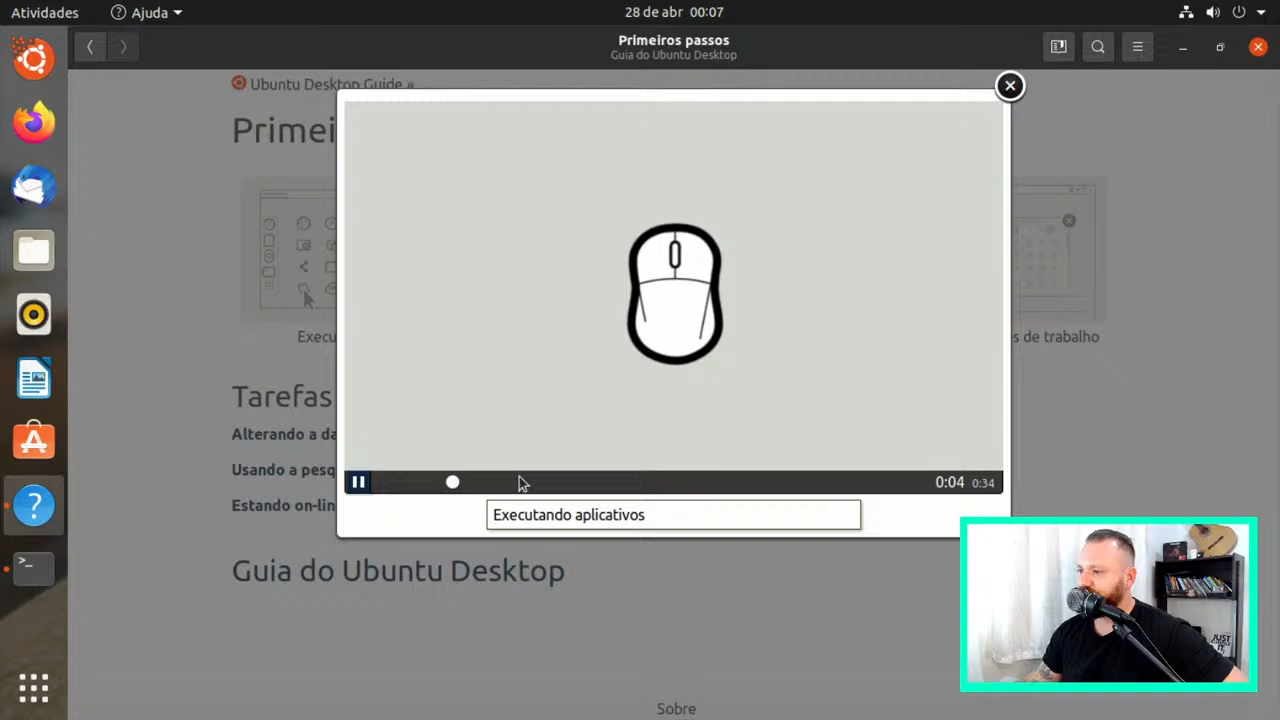 Atividades
Ajuda
28 de abr 00:07
Primeiros passos
Guia do Ubuntu Desktop
Ubuntu Desktop Guide »
Primei
Execu
s de trabalho
Tarefas
Alterando a da
Usando a pesq
Estando on-lin
0:04 0:34
Executando aplicativos
Guia do Ubuntu Desktop
Sobre
JUST
IT